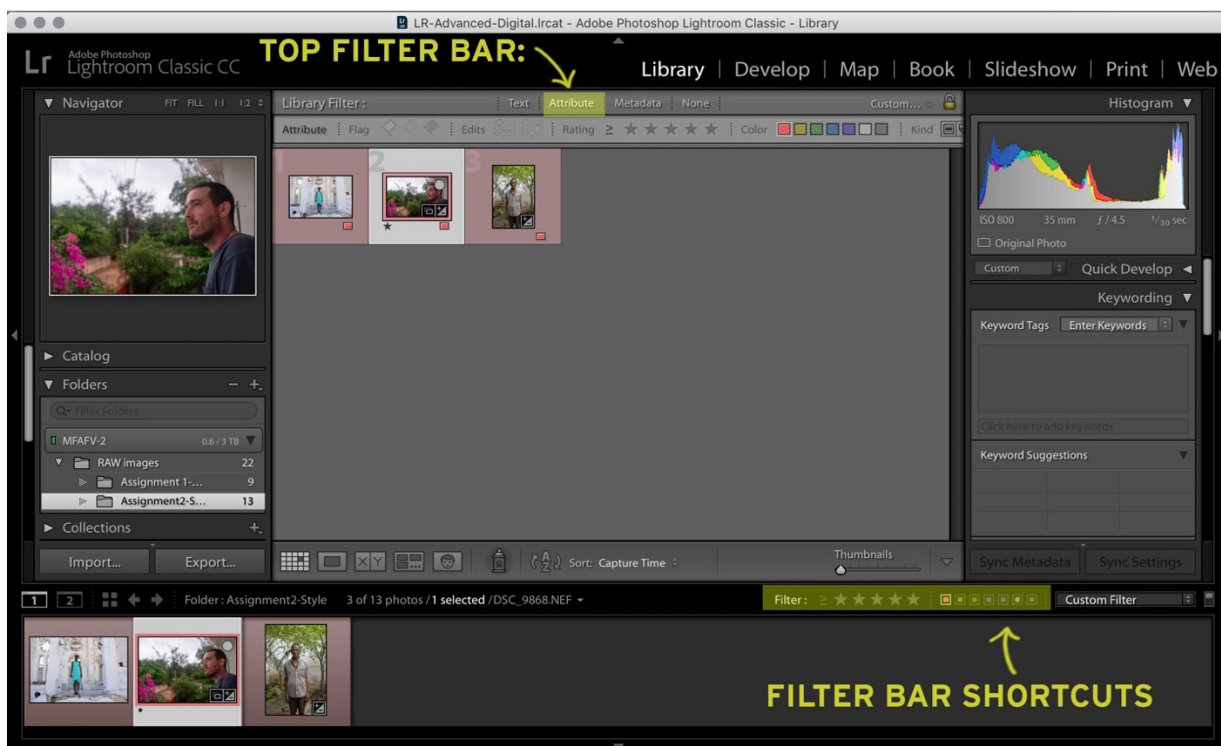 LR-Advanced-Digital.lrcat - Adobe Photoshop Lightroom Classic - Library
Lr Adobe Photoshop Lightroom Classic CC
TOP FILTER BAR:
Library | Develop | Map | Book | Slideshow | Print | Web
Navigator FIT FILL 1:1 1:2
Library Filter : Text Attribute Metadata None Custom...
Histogram
Attribute Flag Edits Rating ≥ ★ ★ ★ ★ ★ Color Kind
1 2 3
ISO 800 35 mm ƒ / 4.5 1/30 sec
Original Photo
Custom Quick Develop
Keywording
Keyword Tags Enter Keywords
Click here to add keywords
Keyword Suggestions
Catalog
Folders
Filter Folders
MFAFV-2 0.6 / 3 TB
RAW images 22
Assignment 1-... 9
Assignment2-S... 13
Collections
Import... Export...
X Y
A Z Sort: Capture Time
Thumbnails
Sync Metadata Sync Settings
1 2 Folder : Assignment2-Style 3 of 13 photos / 1 selected / DSC_9868.NEF
Filter : ≥ ★ ★ ★ ★ ★ Custom Filter
FILTER BAR SHORTCUTS